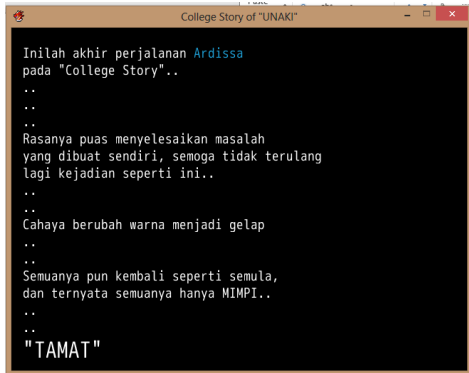 College Story of "UNAKI"
Inilah akhir perjalanan Ardissa
pada "College Story"..
..
..
..
Rasanya puas menyelesaikan masalah
yang dibuat sendiri, semoga tidak terulang
lagi kejadian seperti ini..
..
..
Cahaya berubah warna menjadi gelap
..
..
Semuanya pun kembali seperti semula,
dan ternyata semuanya hanya MIMPI..
..
..
"TAMAT"